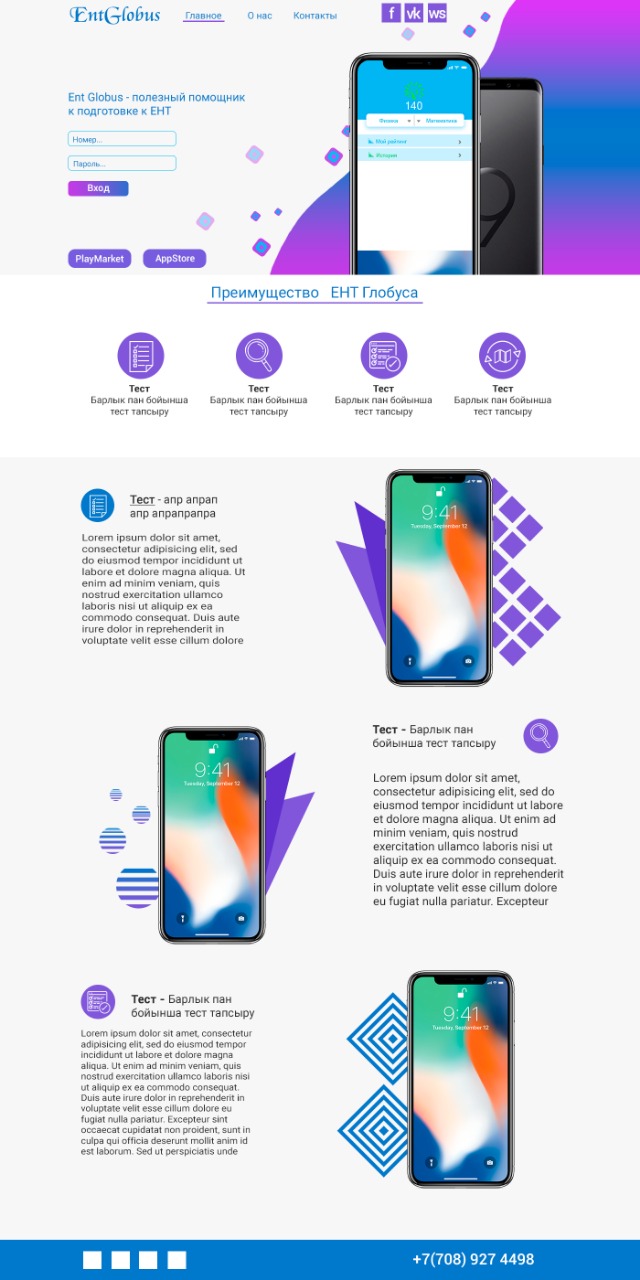 EntGlobus
Главное О нас Контакты
f vk ws
Ent Globus - полезный помощник
к подготовке к ЕНТ
Номер...
Пароль...
Вход
PlayMarket AppStore
140
Физика Математика
Мой рейтинг
История
9
Преимущество ЕНТ Глобуса
Тест
Барлык пан бойынша
тест тапсыру
Тест
Барлык пан бойынша
тест тапсыру
Тест
Барлык пан бойынша
тест тапсыру
Тест
Барлык пан бойынша
тест тапсыру
Тест - апр апрап
апр апрапрапра
Lorem ipsum dolor sit amet,
consectetur adipisicing elit, sed
do eiusmod tempor incididunt ut
labore et dolore magna aliqua. Ut
enim ad minim veniam, quis
nostrud exercitation ullamco
laboris nisi ut aliquip ex ea
commodo consequat. Duis aute
irure dolor in reprehenderit in
voluptate velit esse cillum dolore
9:41
Tuesday, September 12
9:41
Tuesday, September 12
Тест - Барлык пан
бойынша тест тапсыру
Lorem ipsum dolor sit amet,
consectetur adipisicing elit, sed do
eiusmod tempor incididunt ut labore
et dolore magna aliqua. Ut enim ad
minim veniam, quis nostrud
exercitation ullamco laboris nisi ut
aliquip ex ea commodo consequat.
Duis aute irure dolor in reprehenderit
in voluptate velit esse cillum dolore
eu fugiat nulla pariatur. Excepteur
Тест - Барлык пан
бойынша тест тапсыру
Lorem ipsum dolor sit amet, consectetur
adipisicing elit, sed do eiusmod tempor
incididunt ut labore et dolore magna
aliqua. Ut enim ad minim veniam, quis
nostrud exercitation ullamco laboris nisi
ut aliquip ex ea commodo consequat.
Duis aute irure dolor in reprehenderit in
voluptate velit esse cillum dolore eu
fugiat nulla pariatur. Excepteur sint
occaecat cupidatat non proident, sunt in
culpa qui officia deserunt mollit anim id
est laborum. Sed ut perspiciatis unde
9:41
Tuesday, September 12
+7(708) 927 4498